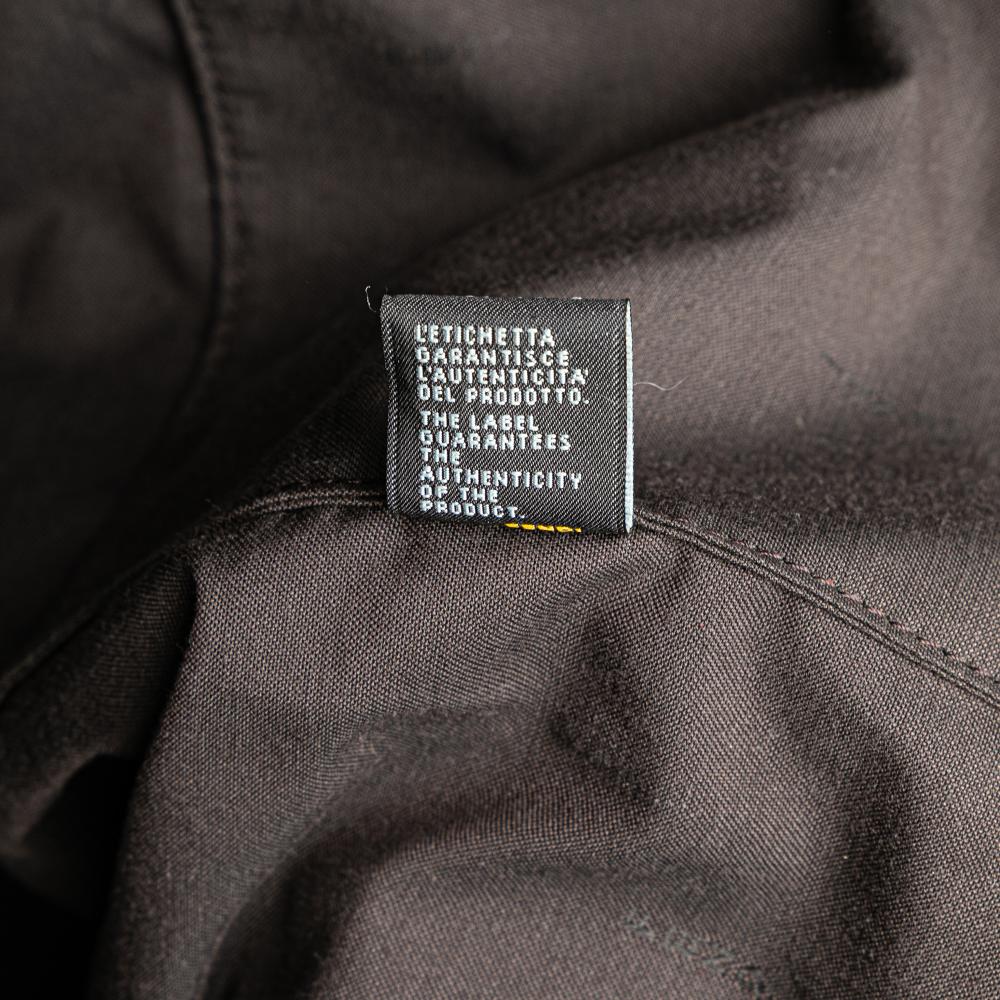 L'ETICHETTA
GARANTISCE
L'AUTENTICITA'
DEL PRODOTTO.
THE LABEL
GUARANTEES
THE
AUTHENTICITY
OF THE
PRODUCT.